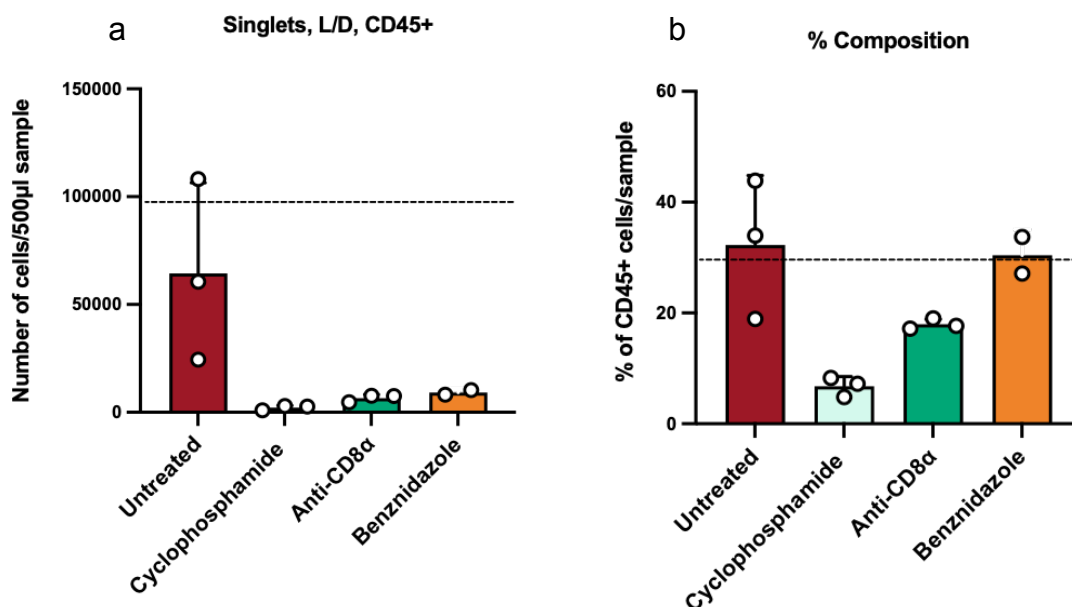 a
Singlets, L/D, CD45+
Number of cells/500µl sample
150000
100000
50000
0
Untreated
Cyclophosphamide
Anti-CD8α
Benznidazole
b
% Composition
% of CD45+ cells/sample
60
40
20
0
Untreated
Cyclophosphamide
Anti-CD8α
Benznidazole